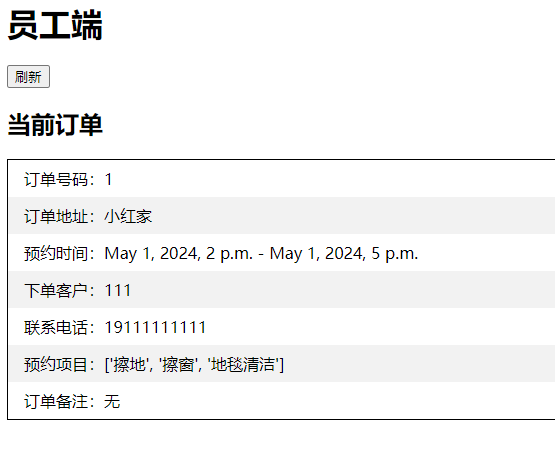 员工端
刷新
当前订单
订单号码：1
订单地址：小红家
预约时间：May 1, 2024, 2 p.m. - May 1, 2024, 5 p.m.
下单客户：111
联系电话：19111111111
预约项目：['擦地', '擦窗', '地毯清洁']
订单备注：无